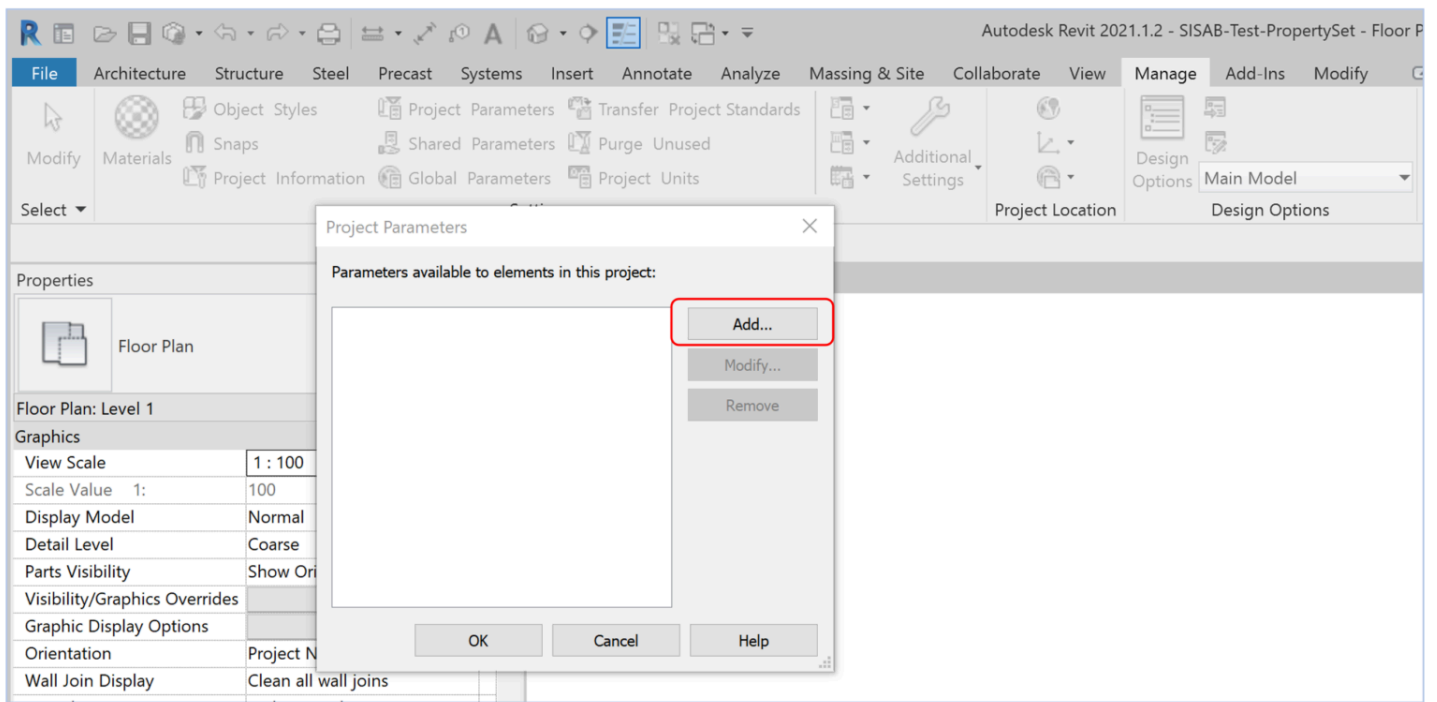 Autodesk Revit 2021.1.2 - SISAB-Test-PropertySet - Floor P
File Architecture Structure Steel Precast Systems Insert Annotate Analyze Massing & Site Collaborate View Manage Add-Ins Modify
Object Styles Project Parameters Transfer Project Standards
Snaps Shared Parameters Purge Unused
Modify Materials Additional Design
Project Information Global Parameters Project Units Settings Options Main Model
Select Project Location Design Options
Project Parameters
Parameters available to elements in this project:
Add...
Modify...
Remove
OK Cancel Help
Properties
Floor Plan
Floor Plan: Level 1
Graphics
View Scale 1 : 100
Scale Value 1: 100
Display Model Normal
Detail Level Coarse
Parts Visibility Show Ori
Visibility/Graphics Overrides
Graphic Display Options
Orientation Project N
Wall Join Display Clean all wall joins